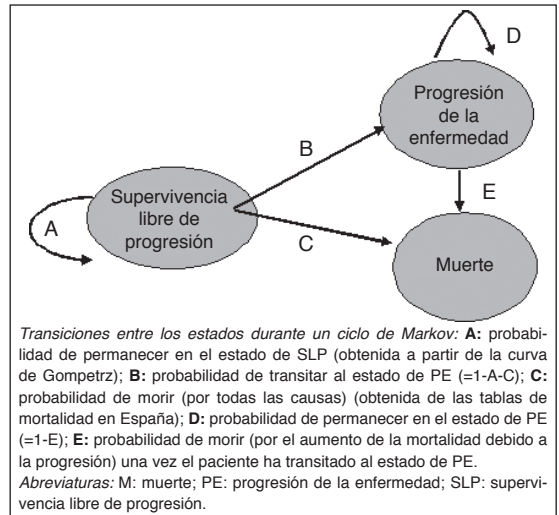 D
Progresión
de la
enfermedad
B
Supervivencia
libre de
progresión
A
E
C
Muerte
Transiciones entre los estados durante un ciclo de Markov: A: probabi-
lidad de permanecer en el estado de SLP (obtenida a partir de la curva
de Gompetrz); B: probabilidad de transitar al estado de PE (=1-A-C); C:
probabilidad de morir (por todas las causas) (obtenida de las tablas de
mortalidad en España); D: probabilidad de permanecer en el estado de PE
(=1-E); E: probabilidad de morir (por el aumento de la mortalidad debido a
la progresión) una vez el paciente ha transitado al estado de PE.
Abreviaturas: M: muerte; PE: progresión de la enfermedad; SLP: supervi-
vencia libre de progresión.